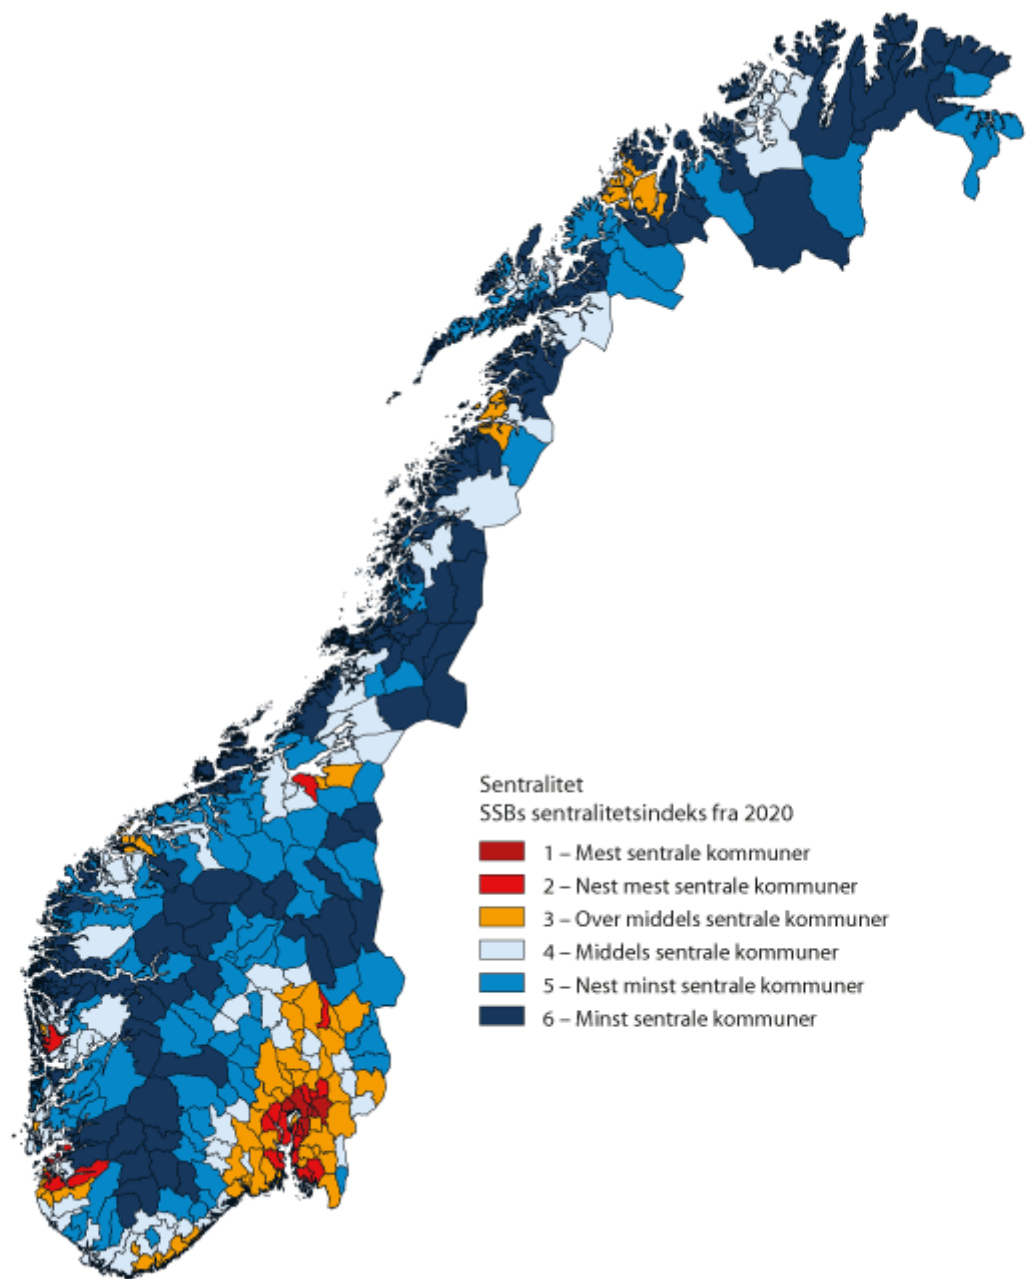 Sentralitet
SSBs sentralitetsindeks fra 2020
1 – Mest sentrale kommuner
2 – Nest mest sentrale kommuner
3 – Over middels sentrale kommuner
4 – Middels sentrale kommuner
5 – Nest minst sentrale kommuner
6 – Minst sentrale kommuner